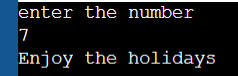 enter the number
7
Enjoy the holidays